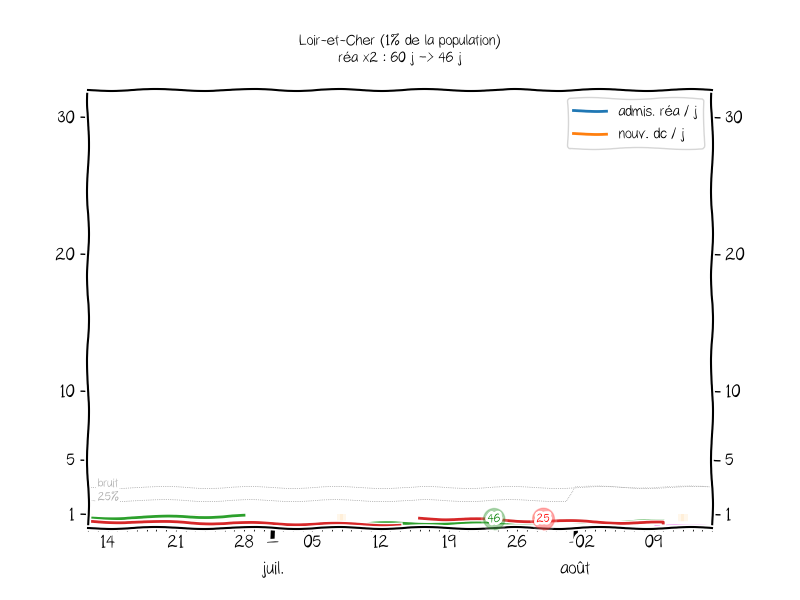 Loir-et-Cher (1% de la population)
réa x2 : 60 j -> 46 j
admis. réa / j
nouv. dc / j
30 30
20 20
10 10
5 5
bruit
25%
1 46 25 1
14 21 28 05 12 19 26 02 09
juil. août